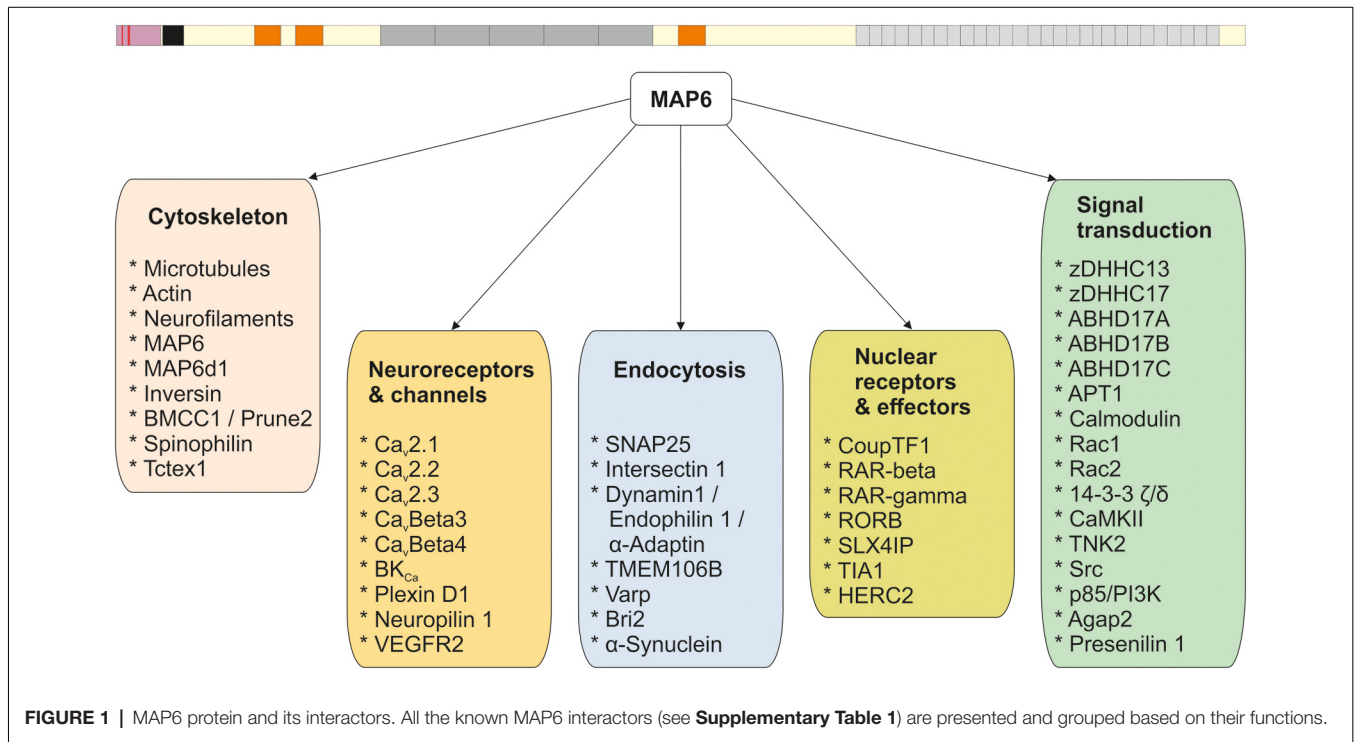 MAP6
Cytoskeleton
* Microtubules
* Actin
* Neurofilaments
* MAP6
* MAP6d1
* Inversin
* BMCC1 / Prune2
* Spinophilin
* Tctex1
Neuroreceptors
& channels
* Cav2.1
* Cav2.2
* Cav2.3
* CavBeta3
* CavBeta4
* BKCa
* Plexin D1
* Neuropilin 1
* VEGFR2
Endocytosis
* SNAP25
* Intersectin 1
* Dynamin1 /
Endophilin 1 /
α-Adaptin
* TMEM106B
* Varp
* Bri2
* α-Synuclein
Nuclear
receptors
& effectors
* CoupTF1
* RAR-beta
* RAR-gamma
* RORB
* SLX4IP
* TIA1
* HERC2
Signal
transduction
* zDHHC13
* zDHHC17
* ABHD17A
* ABHD17B
* ABHD17C
* APT1
* Calmodulin
* Rac1
* Rac2
* 14-3-3 ζ/δ
* CaMKII
* TNK2
* Src
* p85/PI3K
* Agap2
* Presenilin 1
FIGURE 1 | MAP6 protein and its interactors. All the known MAP6 interactors (see Supplementary Table 1) are presented and grouped based on their functions.